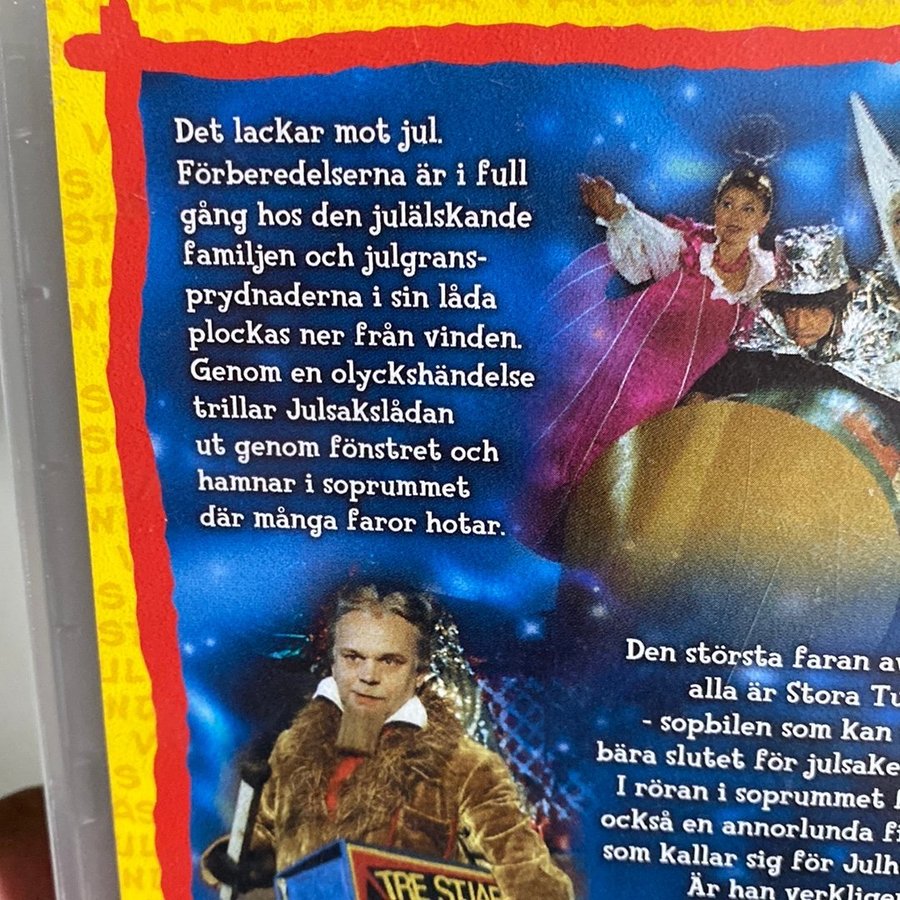 Det lackar mot jul.
Förberedelserna är i full
gång hos den julälskande
familjen och julgrans-
prydnaderna i sin låda
plockas ner från vinden.
Genom en olyckshändelse
trillar Julsakslådan
ut genom fönstret och
hamnar i soprummet
där många faror hotar.
Den största faran av
alla är Stora
- sopbilen som kan
bära slutet för
I röran i soprummet
också en annorlunda
som kallar sig för
Är han
TRE